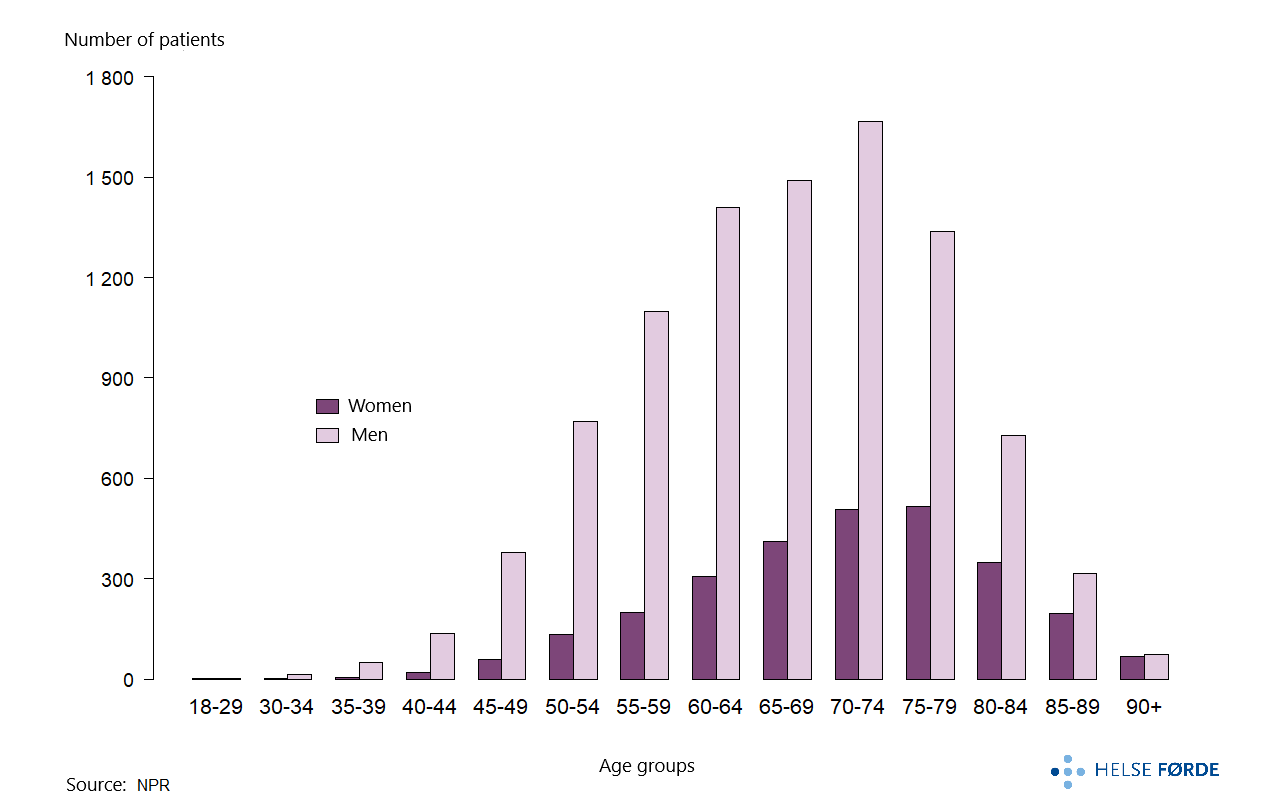 Number of patients
1 800
1 500
1 200
900
600
300
0
Women
Men
18-29 30-34 35-39 40-44 45-49 50-54 55-59 60-64 65-69 70-74 75-79 80-84 85-89 90+
Age groups
Source: NPR
HELSE FØRDE